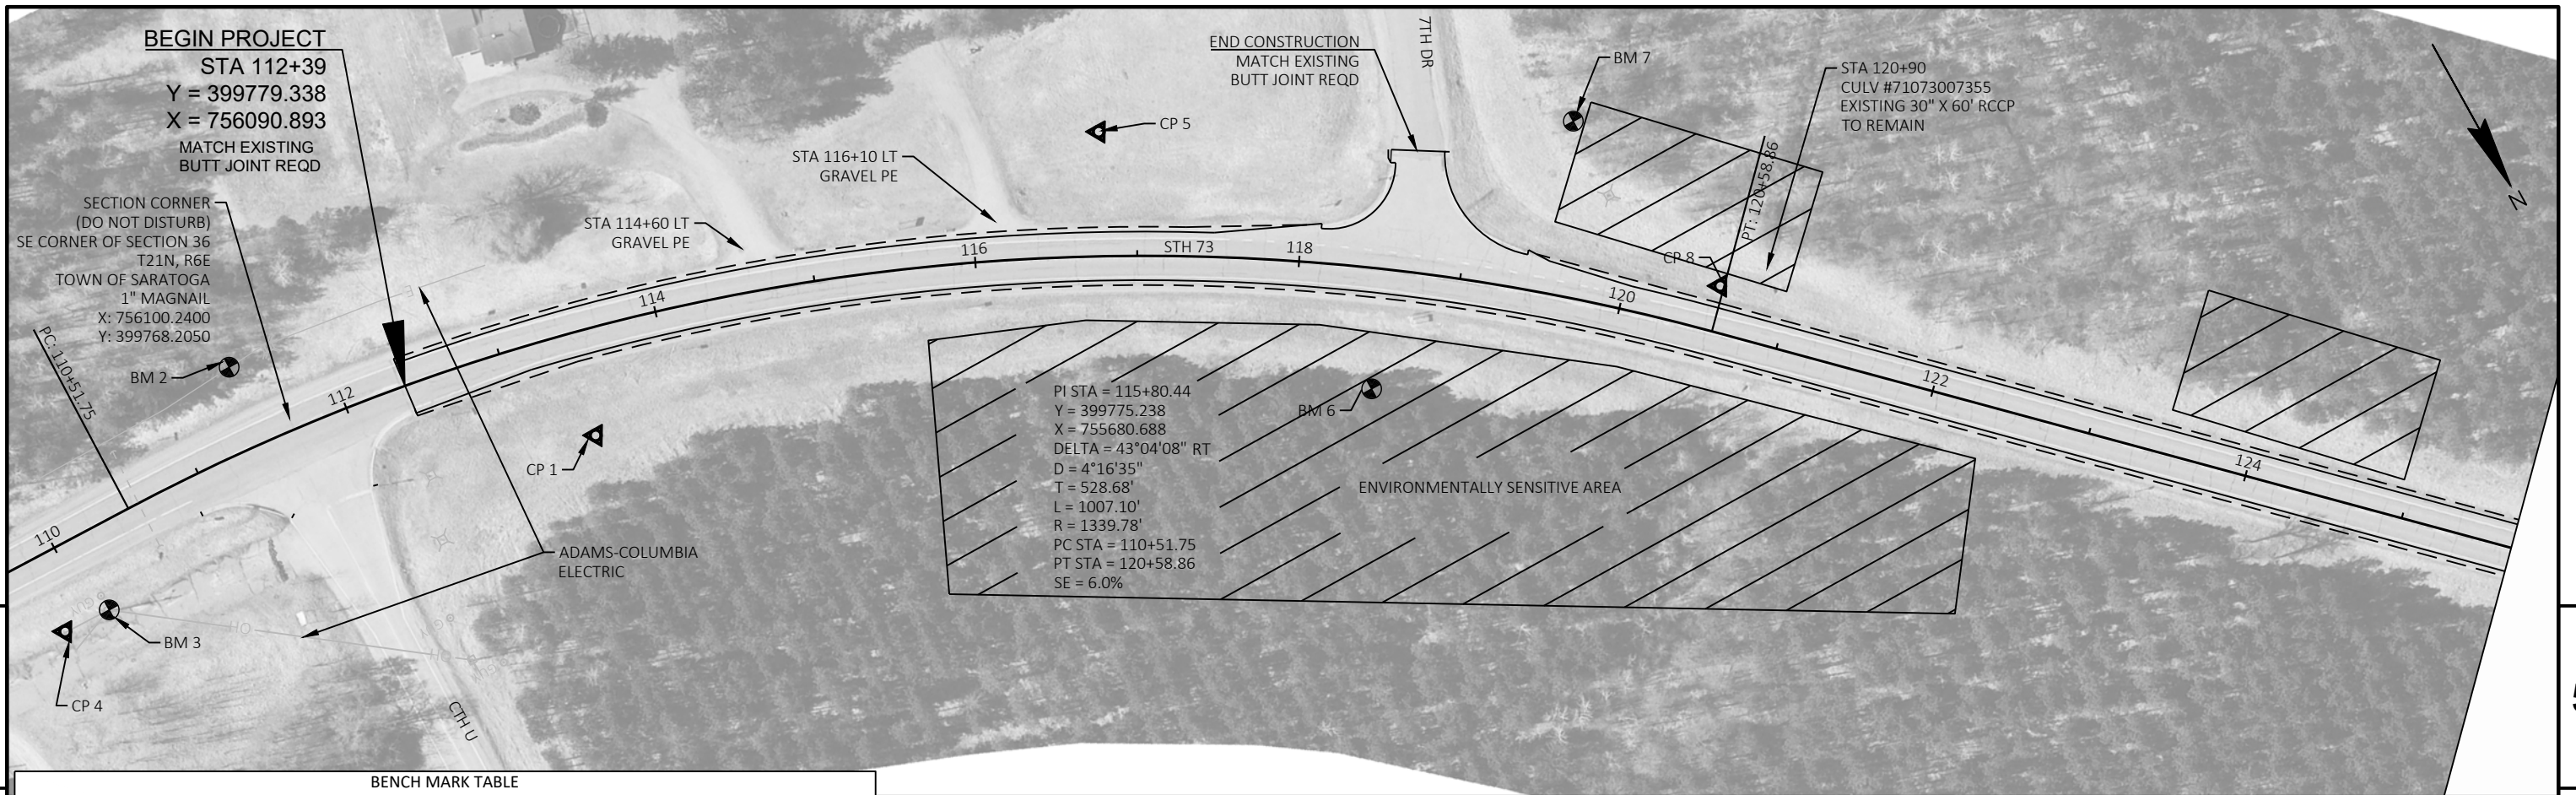 BEGIN PROJECT
STA 112+39
Y = 399779.338
X = 756090.893
MATCH EXISTING
BUTT JOINT REQD
SECTION CORNER
(DO NOT DISTURB)
SE CORNER OF SECTION 36
T21N, R6E
TOWN OF SARATOGA
1" MAGNAIL
X: 756100.2400
Y: 399768.2050
PC: 110+51.75
BM 2
110
112
114
116
118
120
122
124
STH 73
STA 114+60 LT
GRAVEL PE
STA 116+10 LT
GRAVEL PE
CP 5
END CONSTRUCTION
MATCH EXISTING
BUTT JOINT REQD
7TH DR
BM 7
STA 120+90
CULV #71073007355
EXISTING 30" X 60' RCCP
TO REMAIN
PT: 120+58.86
CP 8
N
CP 1
ADAMS-COLUMBIA
ELECTRIC
BM 3
CP 4
CTH U
OH
PI STA = 115+80.44
Y = 399775.238
X = 755680.688
DELTA = 43°04'08" RT
D = 4°16'35"
T = 528.68'
L = 1007.10'
R = 1339.78'
PC STA = 110+51.75
PT STA = 120+58.86
SE = 6.0%
BM 6
ENVIRONMENTALLY SENSITIVE AREA
BENCH MARK TABLE